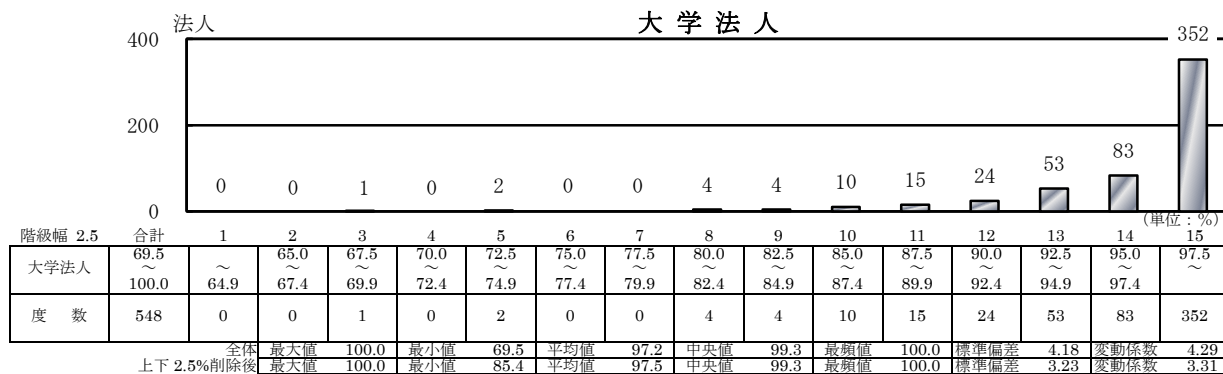 法人
大 学 法 人
400
200
0
0 0 1 0 2 0 0 4 4 10 15 24 53 83 352
(単位：%)
階級幅 2.5 合計 1 2 3 4 5 6 7 8 9 10 11 12 13 14 15
大学法人 69.5～100.0 ～64.9 65.0～67.4 67.5～69.9 70.0～72.4 72.5～74.9 75.0～77.4 77.5～79.9 80.0～82.4 82.5～84.9 85.0～87.4 87.5～89.9 90.0～92.4 92.5～94.9 95.0～97.4 97.5～
度 数 548 0 0 1 0 2 0 0 4 4 10 15 24 53 83 352
全体 最大値 100.0 最小値 69.5 平均値 97.2 中央値 99.3 最頻値 100.0 標準偏差 4.18 変動係数 4.29
上下 2.5%削除後 最大値 100.0 最小値 85.4 平均値 97.5 中央値 99.3 最頻値 100.0 標準偏差 3.23 変動係数 3.31